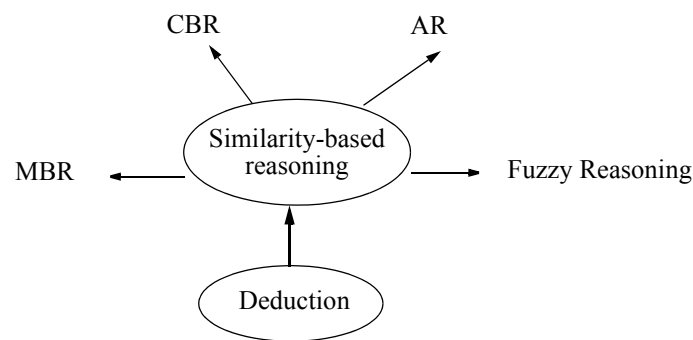 CBR
AR
Similarity-based
reasoning
MBR
Fuzzy Reasoning
Deduction